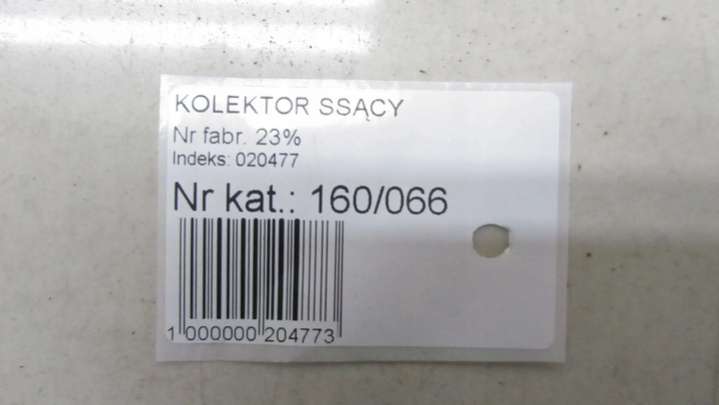 KOLEKTOR SSĄCY
Nr fabr. 23%
Indeks: 020477
Nr kat.: 160/066
1 000000 204773